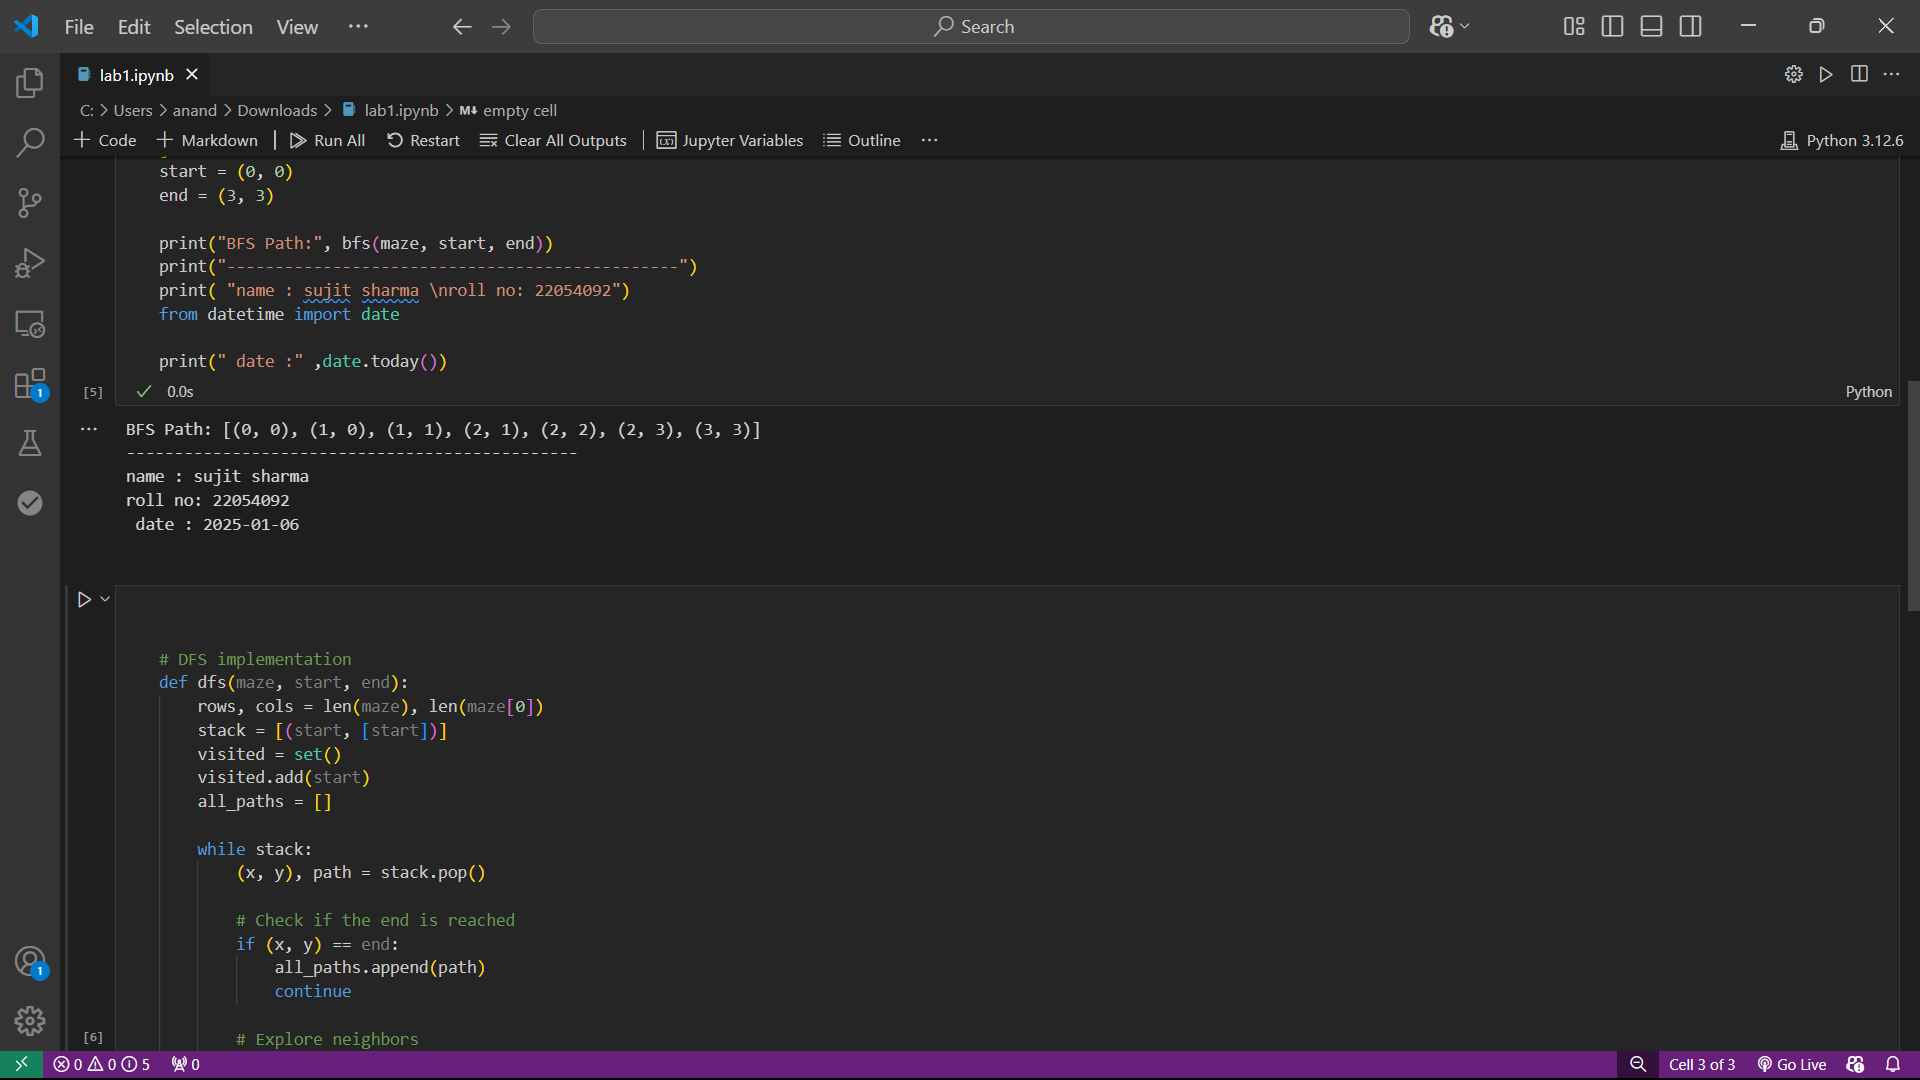 File Edit Selection View ··· Search
lab1.ipynb
C: > Users > anand > Downloads > lab1.ipynb > M↓ empty cell
+ Code + Markdown | Run All Restart Clear All Outputs | Jupyter Variables Outline ··· Python 3.12.6
start = (0, 0)
end = (3, 3)
print("BFS Path:", bfs(maze, start, end))
print("-----------------------------------------------")
print( "name : sujit sharma \nroll no: 22054092")
from datetime import date
print(" date :" ,date.today())
[5] ✓ 0.0s Python
··· BFS Path: [(0, 0), (1, 0), (1, 1), (2, 1), (2, 2), (2, 3), (3, 3)]
-----------------------------------------------
name : sujit sharma
roll no: 22054092
 date : 2025-01-06
# DFS implementation
def dfs(maze, start, end):
    rows, cols = len(maze), len(maze[0])
    stack = [(start, [start])]
    visited = set()
    visited.add(start)
    all_paths = []
    while stack:
        (x, y), path = stack.pop()
        # Check if the end is reached
        if (x, y) == end:
            all_paths.append(path)
            continue
        # Explore neighbors
[6]
1
1
0 0 5 0 Cell 3 of 3 Go Live